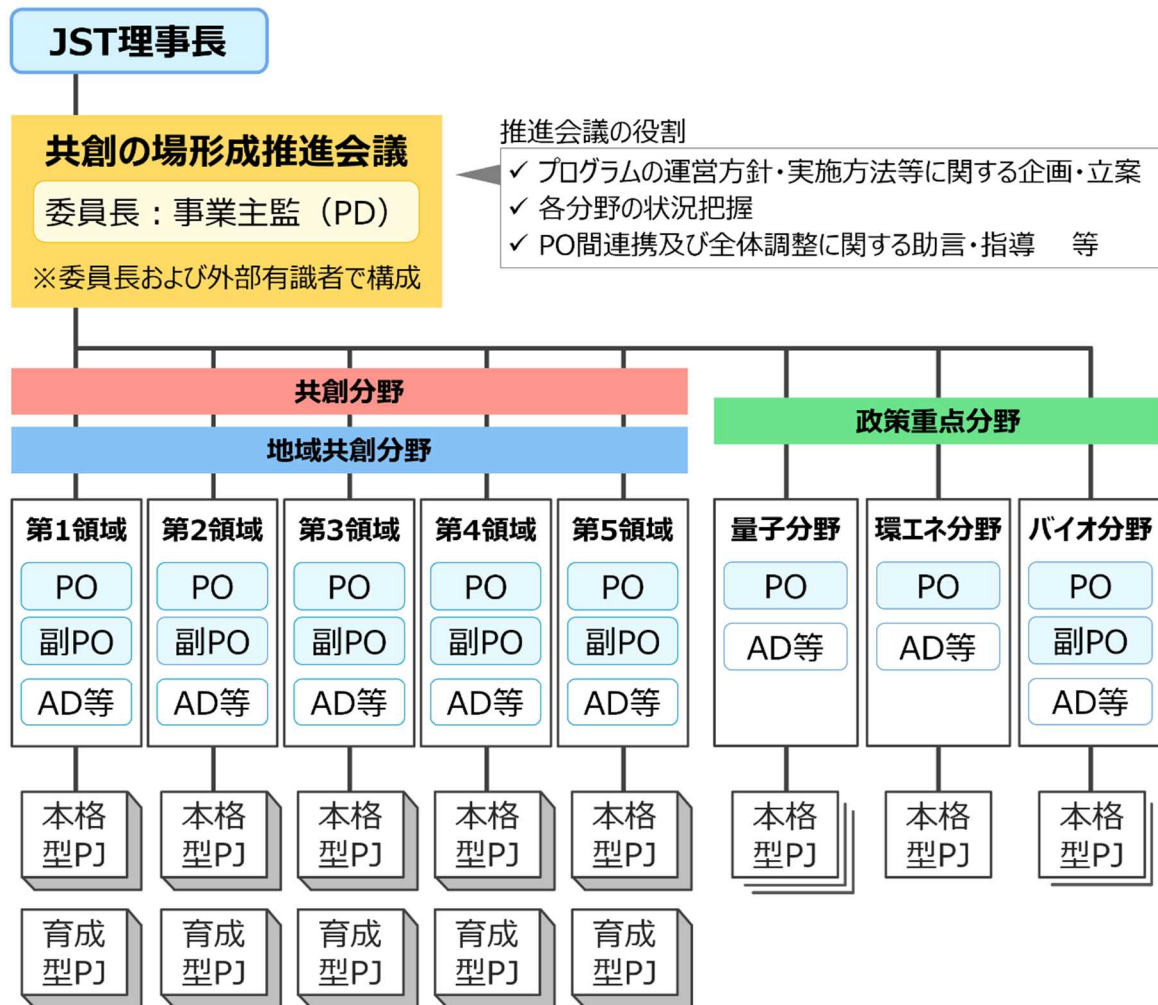 JST理事長
共創の場形成推進会議
委員長：事業主監（PD）
※委員長および外部有識者で構成
推進会議の役割
✓ プログラムの運営方針・実施方法等に関する企画・立案
✓ 各分野の状況把握
✓ PO間連携及び全体調整に関する助言・指導　等
共創分野
地域共創分野
政策重点分野
第1領域
PO
副PO
AD等
本格
型PJ
育成
型PJ
第2領域
PO
副PO
AD等
本格
型PJ
育成
型PJ
第3領域
PO
副PO
AD等
本格
型PJ
育成
型PJ
第4領域
PO
副PO
AD等
本格
型PJ
育成
型PJ
第5領域
PO
副PO
AD等
本格
型PJ
育成
型PJ
量子分野
PO
AD等
本格
型PJ
環エネ分野
PO
AD等
本格
型PJ
バイオ分野
PO
副PO
AD等
本格
型PJ